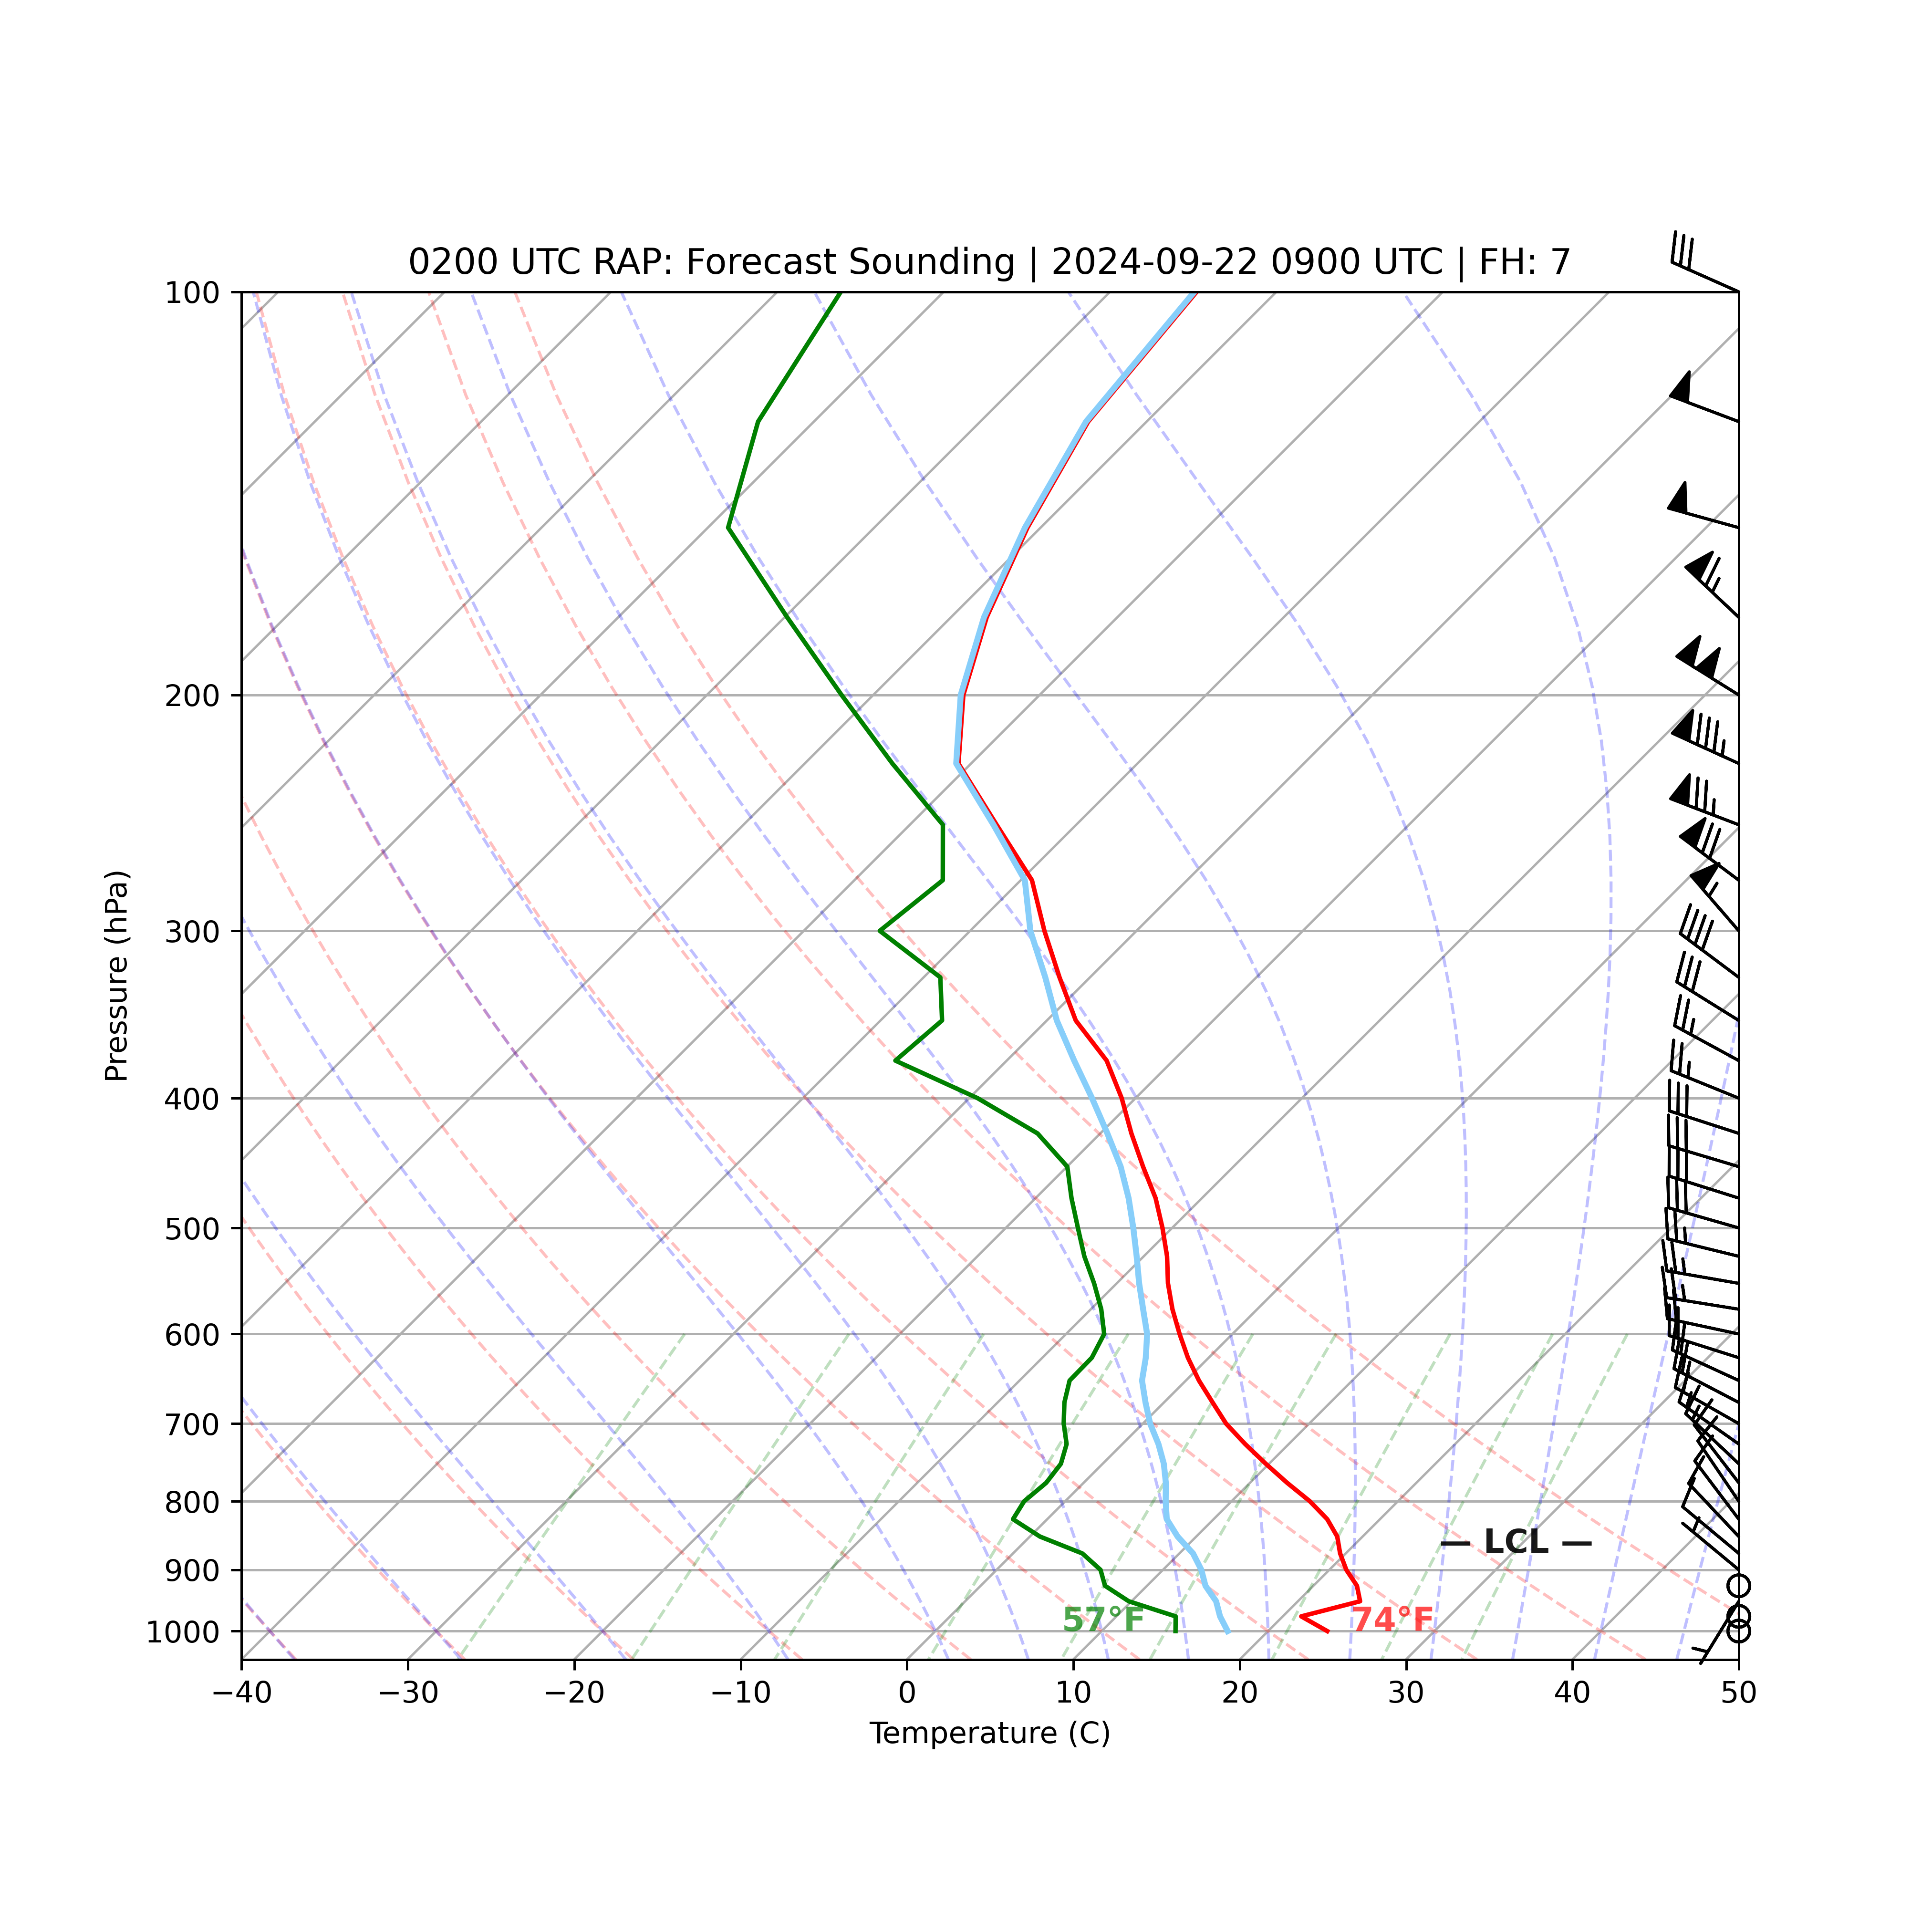 0200 UTC RAP: Forecast Sounding | 2024-09-22 0900 UTC | FH: 7
100
200
300
400
500
600
700
800
900
1000
Pressure (hPa)
— LCL —
57°F
74°F
−40 −30 −20 −10 0 10 20 30 40 50
Temperature (C)